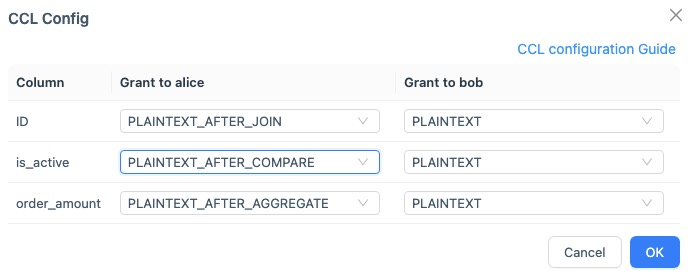 CCL Config
CCL configuration Guide
Column Grant to alice Grant to bob
ID PLAINTEXT_AFTER_JOIN PLAINTEXT
is_active PLAINTEXT_AFTER_COMPARE PLAINTEXT
order_amount PLAINTEXT_AFTER_AGGREGATE PLAINTEXT
Cancel OK